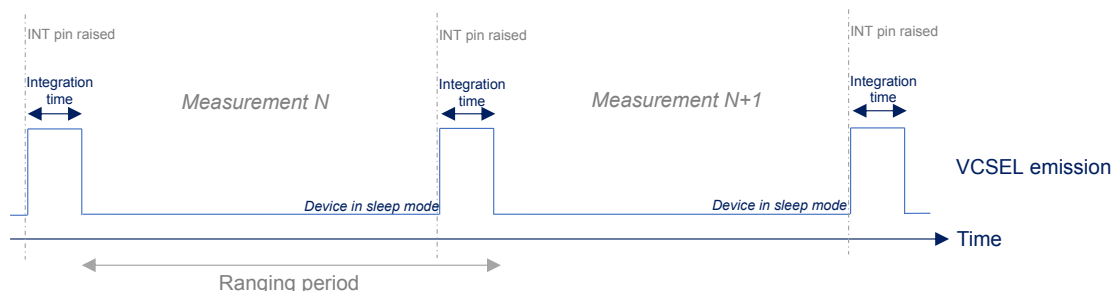 INT pin raised
INT pin raised
INT pin raised
Integration
time
Measurement N
Integration
time
Measurement N+1
Integration
time
VCSEL emission
Device in sleep mode
Device in sleep mode
Time
Ranging period